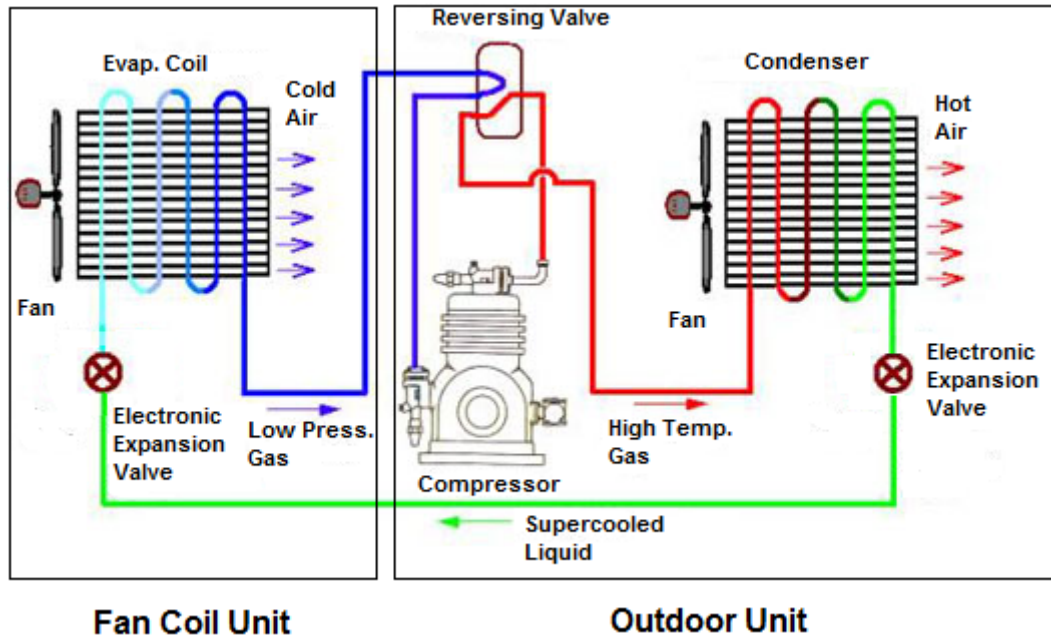 Reversing Valve
Evap. Coil
Condenser
Cold
Air
Hot
Air
Fan
Fan
Electronic
Expansion
Valve
Electronic
Expansion
Valve
Low Press.
Gas
High Temp.
Gas
Compressor
Supercooled
Liquid
Fan Coil Unit
Outdoor Unit